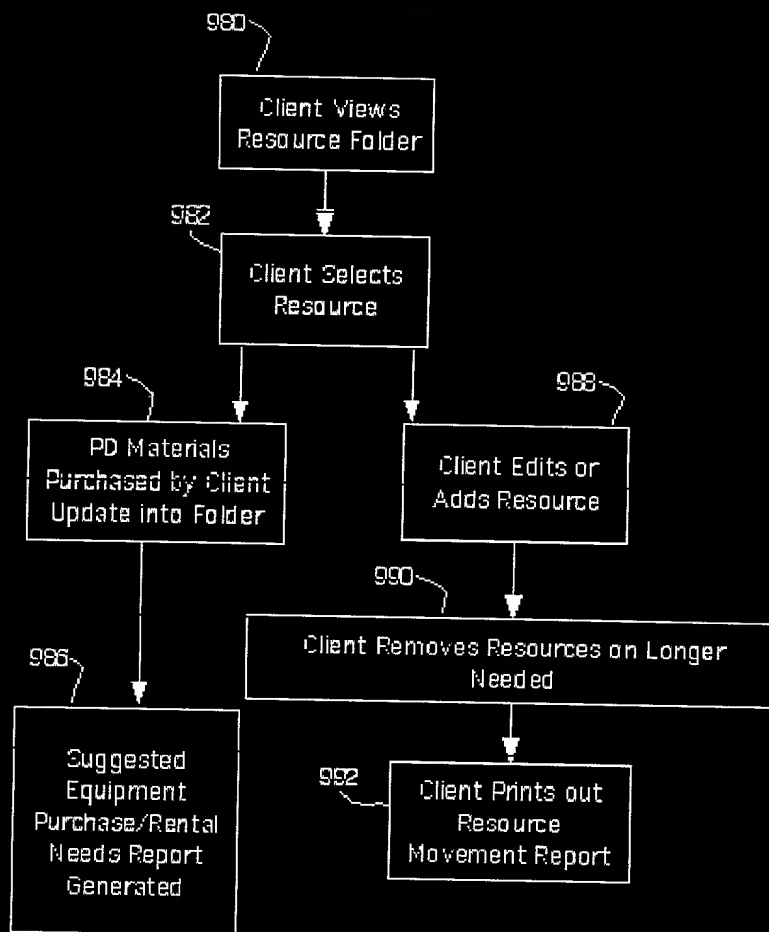 980
Client Views
Resource Folder
982
Client Selects
Resource
984
PD Materials
Purchased by Client
Update into Folder
988
Client Edits or
Adds Resource
990
Client Removes Resources on Longer
Needed
986
Suggested
Equipment
Purchase/Rental
Needs Report
Generated
992
Client Prints out
Resource
Movement Report